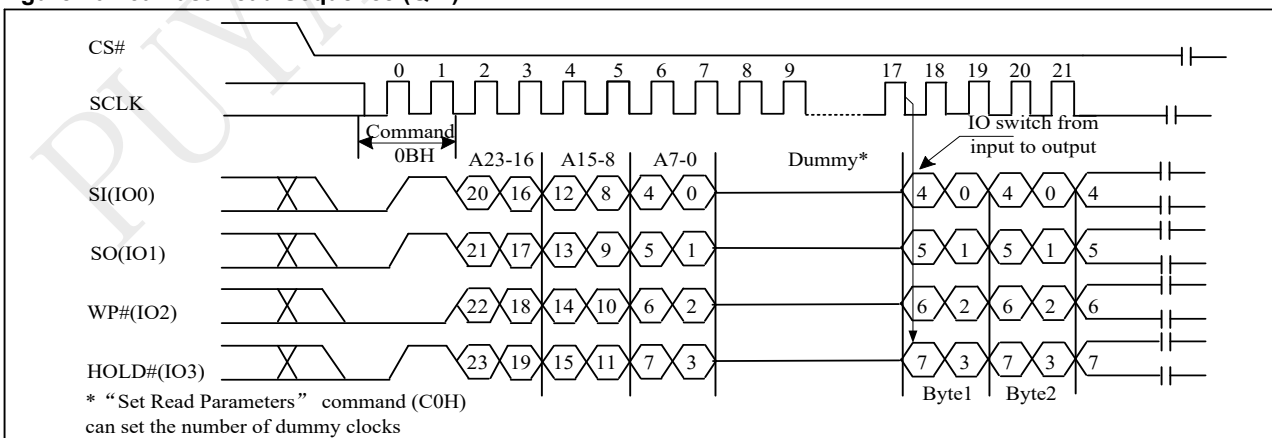 CS#
0 1 2 3 4 5 6 7 8 9 17 18 19 20 21
SCLK
Command
0BH
IO switch from
input to output
A23-16 A15-8 A7-0 Dummy*
SI(IO0) 20 16 12 8 4 0 4 0 4 0 4
SO(IO1) 21 17 13 9 5 1 5 1 5 1 5
WP#(IO2) 22 18 14 10 6 2 6 2 6 2 6
HOLD#(IO3) 23 19 15 11 7 3 7 3 7 3 7
Byte1 Byte2
* “Set Read Parameters” command (C0H)
can set the number of dummy clocks
PUYA